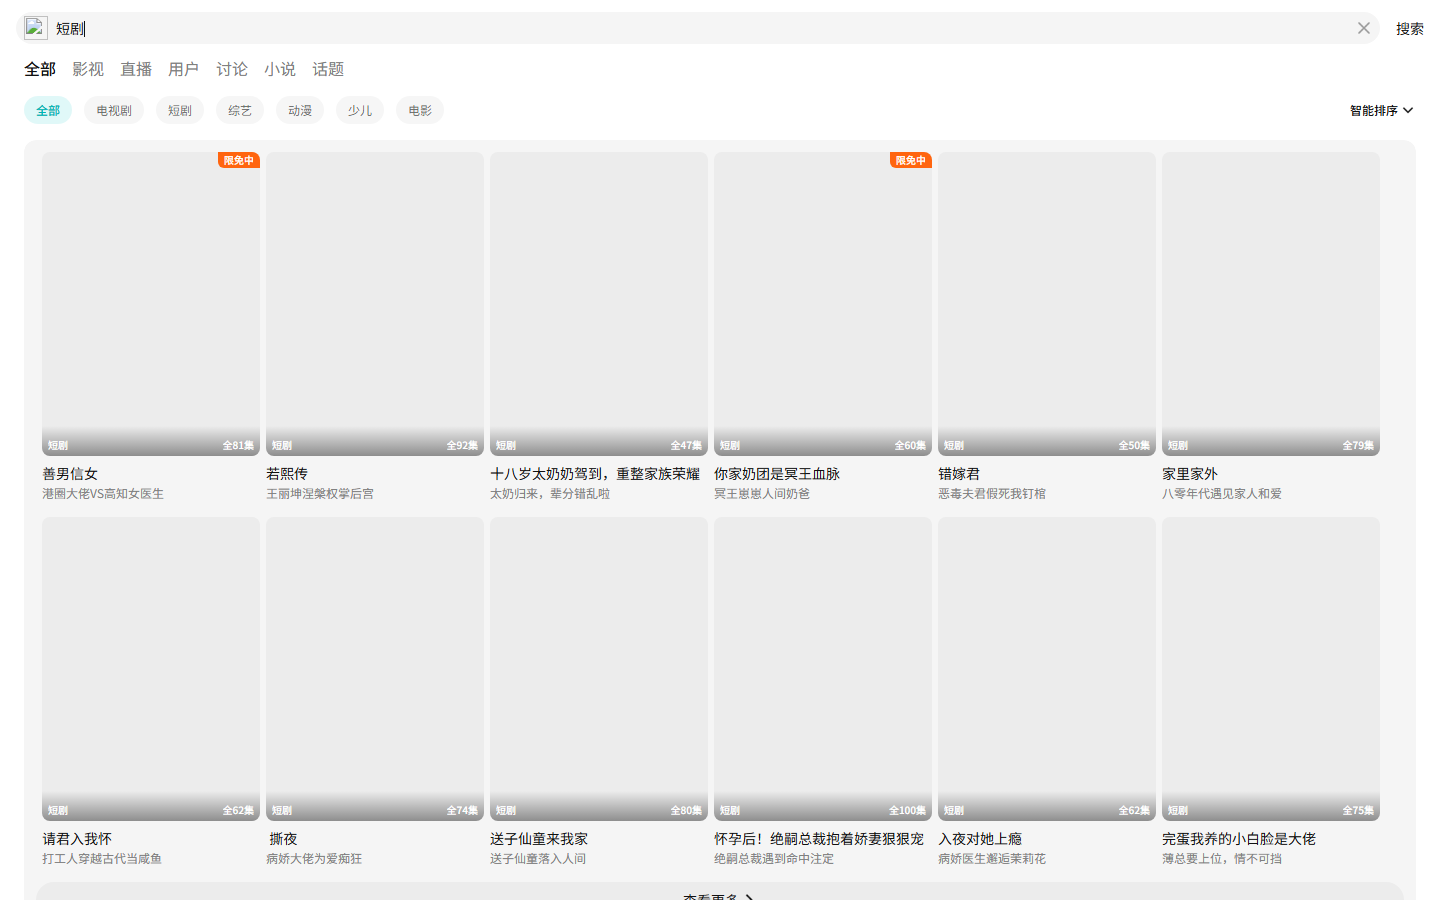 短剧
搜索
全部 影视 直播 用户 讨论 小说 话题
全部 电视剧 短剧 综艺 动漫 少儿 电影
智能排序
限免中
限免中
短剧 全81集
短剧 全92集
短剧 全47集
短剧 全60集
短剧 全50集
短剧 全79集
善男信女
港圈大佬VS高知女医生
若熙传
王丽坤涅槃权掌后宫
十八岁太奶奶驾到，重整家族荣耀
太奶归来，辈分错乱啦
你家奶团是冥王血脉
冥王崽崽人间奶爸
错嫁君
恶毒夫君假死我钉棺
家里家外
八零年代遇见家人和爱
短剧 全62集
短剧 全74集
短剧 全80集
短剧 全100集
短剧 全62集
短剧 全75集
请君入我怀
打工人穿越古代当咸鱼
撕夜
病娇大佬为爱痴狂
送子仙童来我家
送子仙童落入人间
怀孕后！绝嗣总裁抱着娇妻狠狠宠
绝嗣总裁遇到命中注定
入夜对她上瘾
病娇医生邂逅茉莉花
完蛋我养的小白脸是大佬
薄总要上位，情不可挡
查看更多